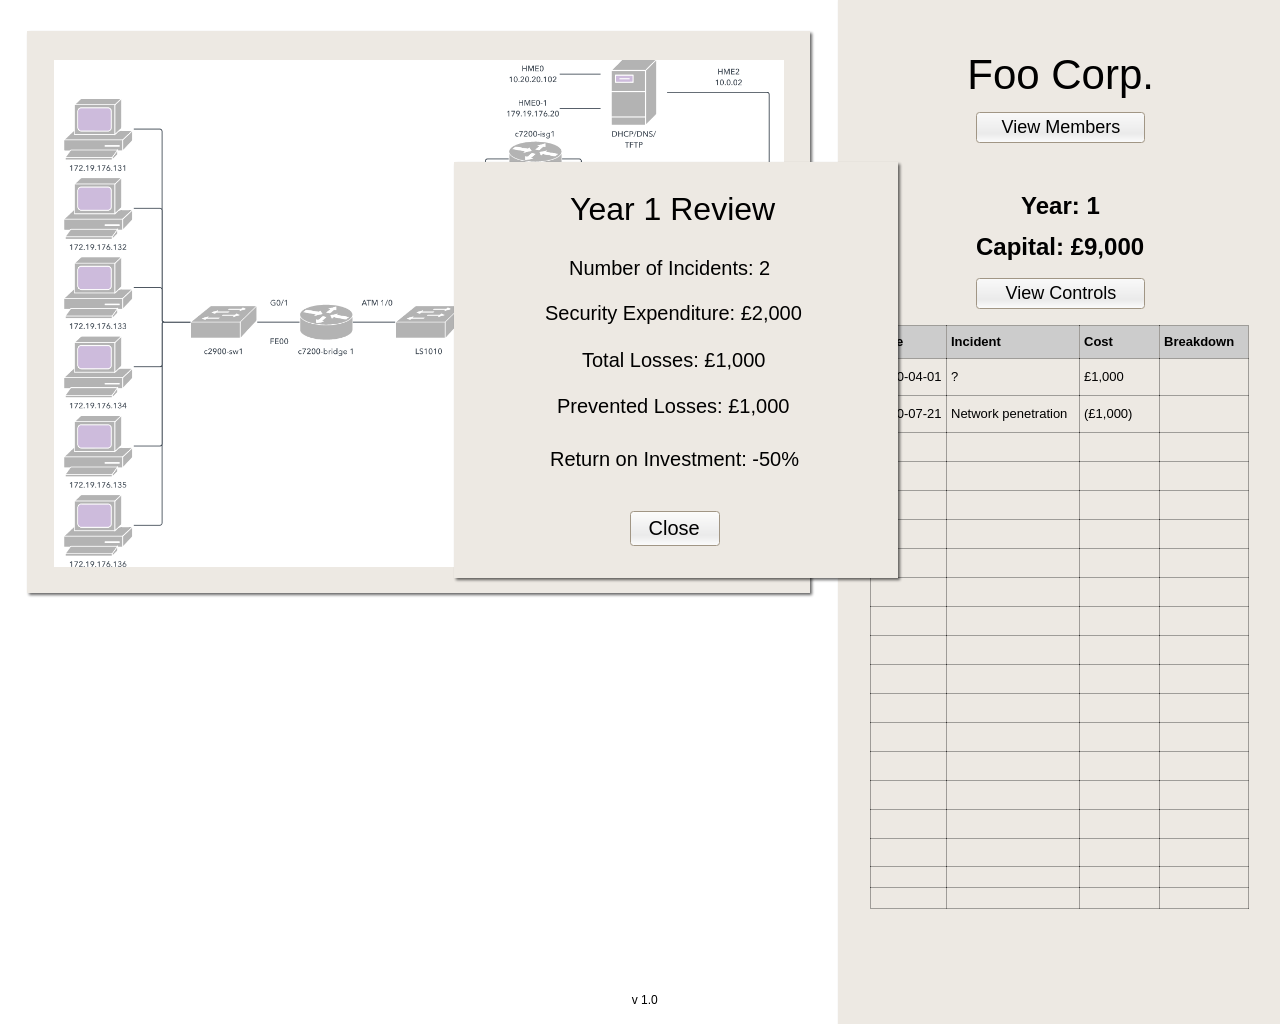 HME0
10.20.20.102
HME2
10.0.02
HME0-1
179.19.176.20
c7200-isg1
DHCP/DNS/
TFTP
172.19.176.131
172.19.176.132
172.19.176.133
172.19.176.134
172.19.176.135
172.19.176.136
G0/1
ATM 1/0
FE00
c2900-sw1
c7200-bridge 1
LS1010
Year 1 Review
Number of Incidents: 2
Security Expenditure: £2,000
Total Losses: £1,000
Prevented Losses: £1,000
Return on Investment: -50%
Close
Foo Corp.
View Members
Year: 1
Capital: £9,000
View Controls
Incident Cost Breakdown
0-04-01 ? £1,000
0-07-21 Network penetration (£1,000)
v 1.0